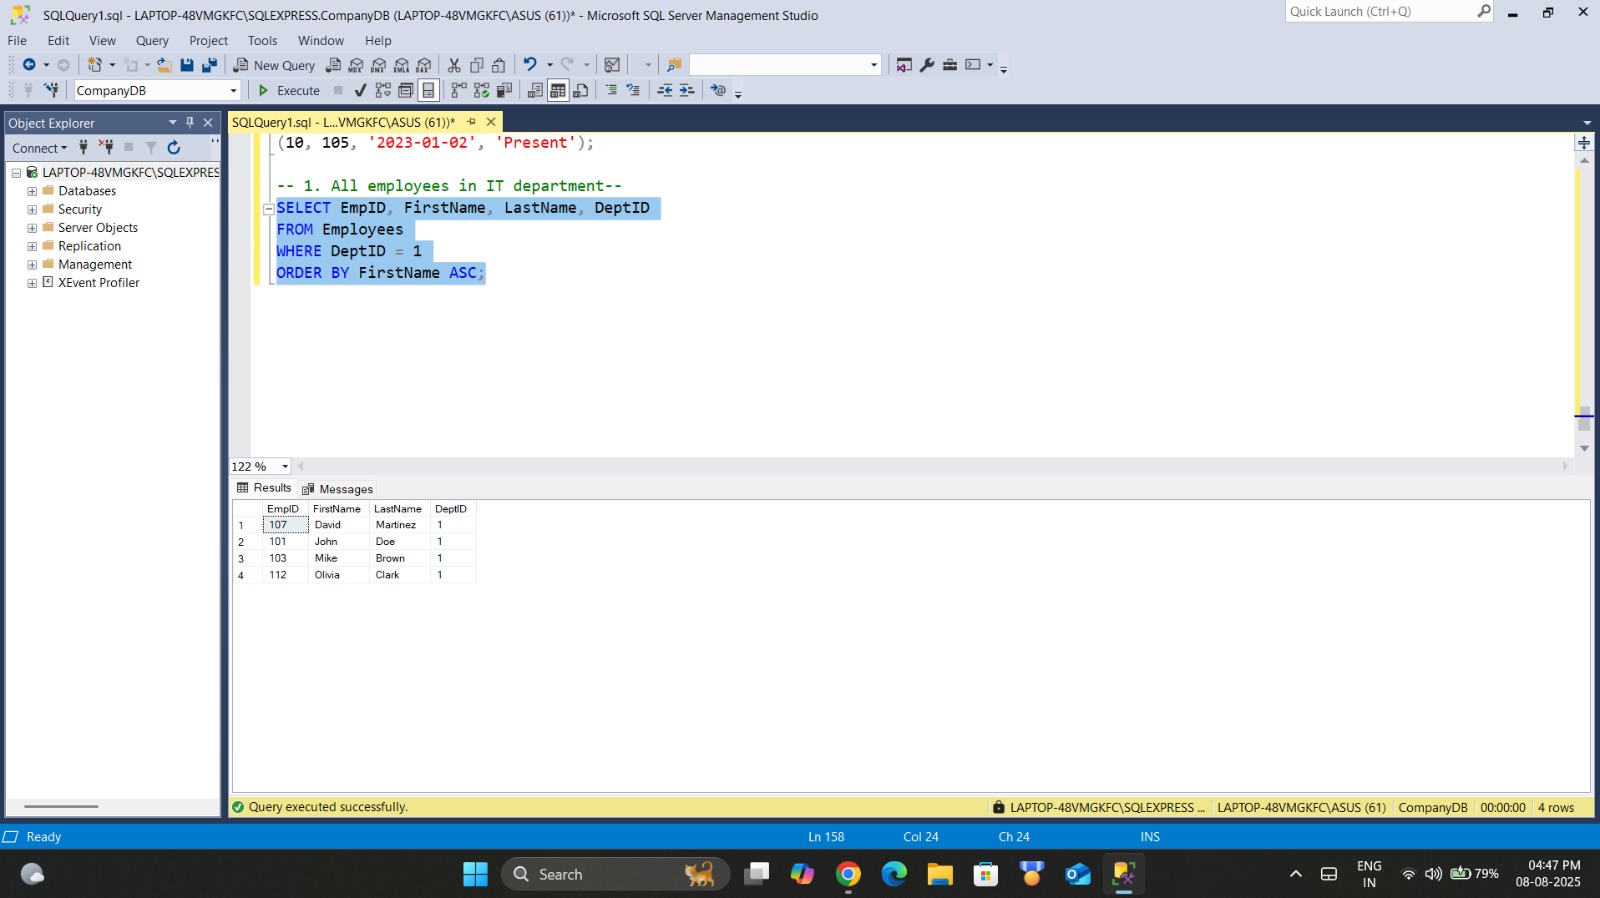 SQLQuery1.sql - LAPTOP-48VMGKFC\SQLEXPRESS.CompanyDB (LAPTOP-48VMGKFC\ASUS (61))* - Microsoft SQL Server Management Studio
Quick Launch (Ctrl+Q)
File Edit View Query Project Tools Window Help
New Query MDX DMX XMLA DAX
CompanyDB Execute
Object Explorer
SQLQuery1.sql - L...VMGKFC\ASUS (61))*
Connect
LAPTOP-48VMGKFC\SQLEXPRES
Databases
Security
Server Objects
Replication
Management
XEvent Profiler
(10, 105, '2023-01-02', 'Present');
-- 1. All employees in IT department--
SELECT EmpID, FirstName, LastName, DeptID
FROM Employees
WHERE DeptID = 1
ORDER BY FirstName ASC;
122 %
Results Messages
EmpID FirstName LastName DeptID
1 107 David Martinez 1
2 101 John Doe 1
3 103 Mike Brown 1
4 112 Olivia Clark 1
Query executed successfully. LAPTOP-48VMGKFC\SQLEXPRESS ... LAPTOP-48VMGKFC\ASUS (61) CompanyDB 00:00:00 4 rows
Ready Ln 158 Col 24 Ch 24 INS
Search
ENG
IN
79%
04:47 PM
08-08-2025